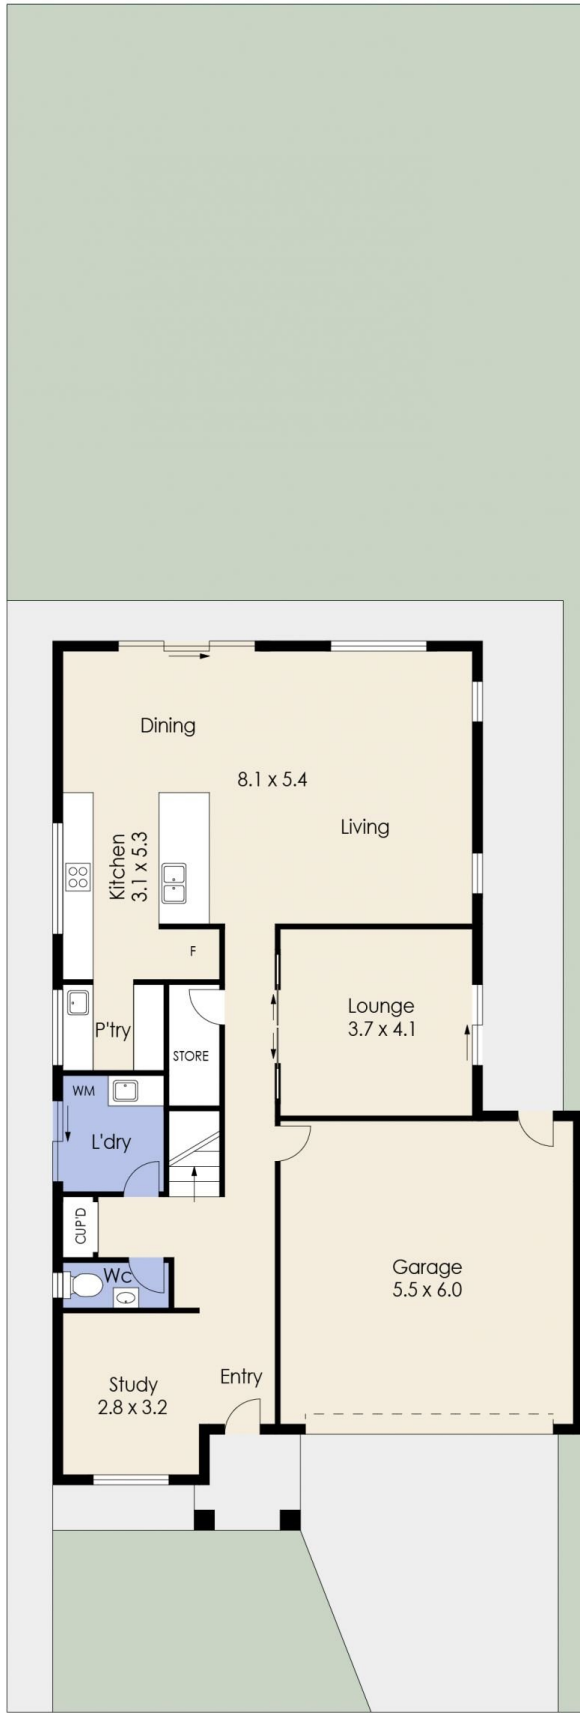 Dining
8.1 x 5.4
Living
Kitchen
3.1 x 5.3
F
P'try
STORE
Lounge
3.7 x 4.1
WM
L'dry
CUP'D
Wc
Garage
5.5 x 6.0
Study
2.8 x 3.2
Entry